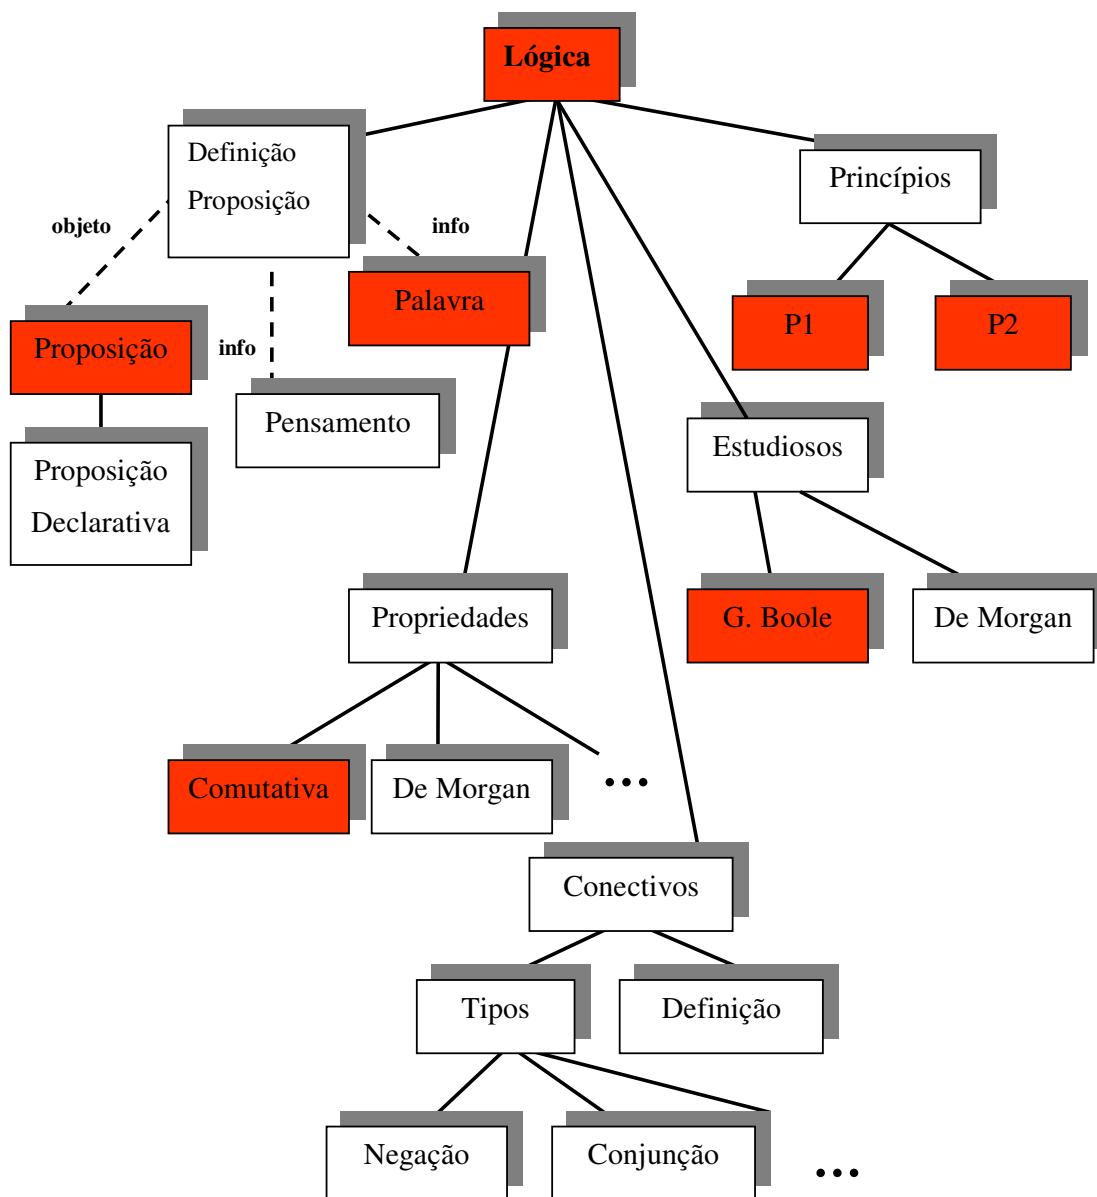 Lógica
Definição
Proposição
Princípios
objeto
info
Palavra
P1
P2
Proposição
info
Pensamento
Estudiosos
Proposição
Declarativa
Propriedades
G. Boole
De Morgan
Comutativa
De Morgan
...
Conectivos
Tipos
Definição
Negação
Conjunção
...